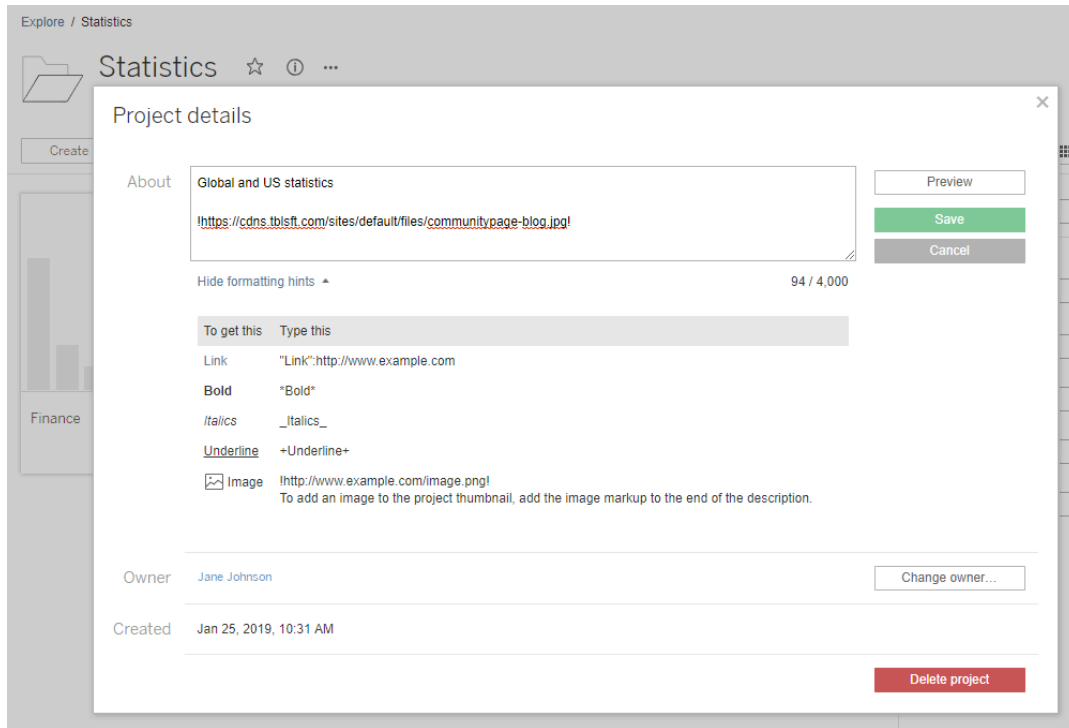 Explore / Statistics
Statistics
Project details
Create
About
Global and US statistics
!https://cdns.tblsft.com/sites/default/files/communitypage-blog.jpg!
Preview
Save
Cancel
Hide formatting hints
94 / 4,000
To get this Type this
Link "Link":http://www.example.com
Bold *Bold*
Italics _Italics_
Underline +Underline+
Image !http://www.example.com/image.png!
To add an image to the project thumbnail, add the image markup to the end of the description.
Finance
Owner Jane Johnson Change owner...
Created Jan 25, 2019, 10:31 AM
Delete project